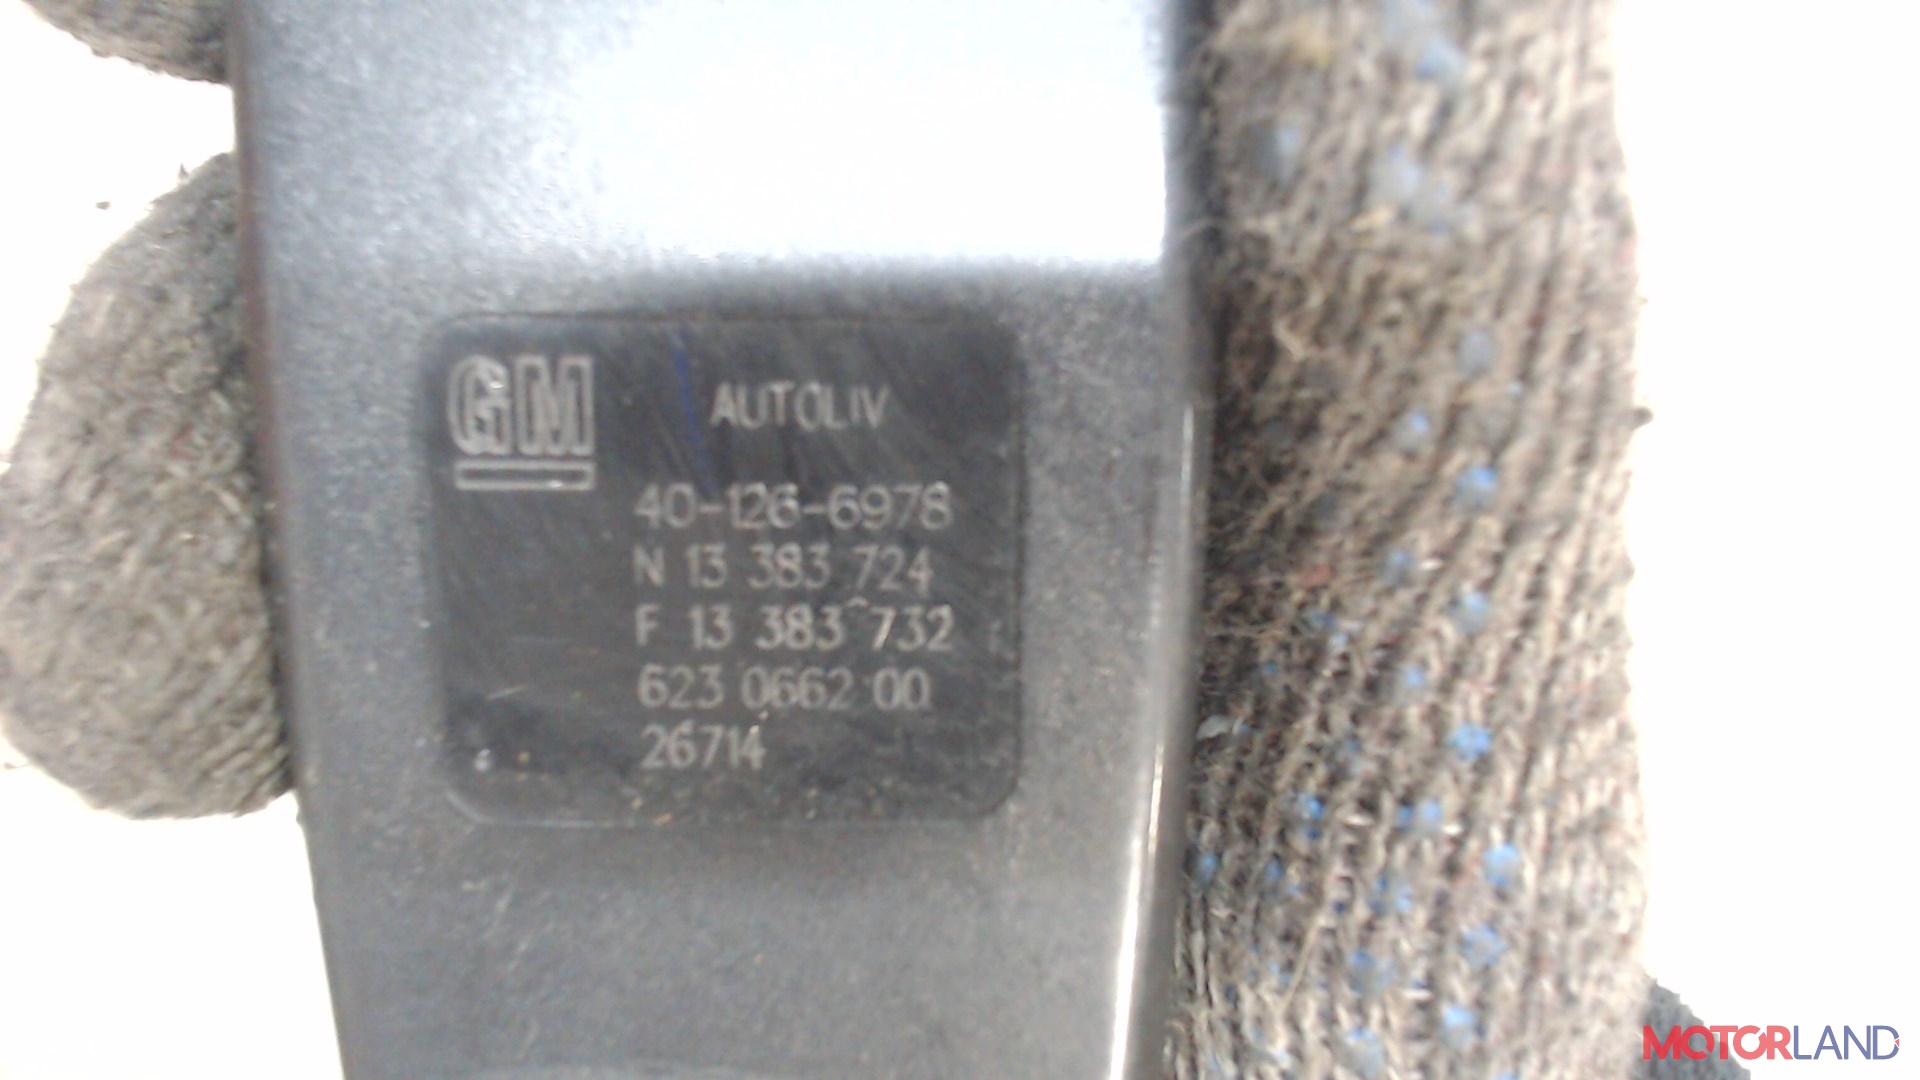 GM
AUTOLIV
40-126-6978
N 13 383 724
F 13 383 732
623 0662 00
26714
MOTORLAND